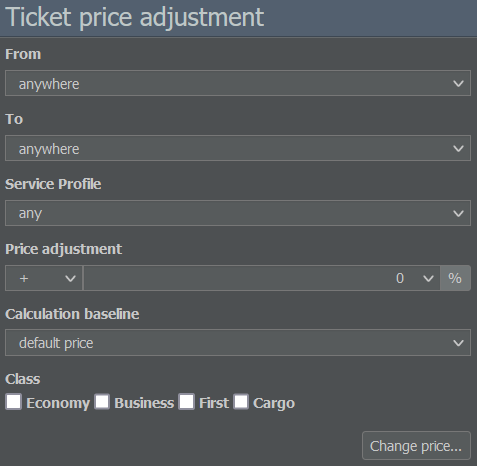 Ticket price adjustment
From
anywhere
To
anywhere
Service Profile
any
Price adjustment
+ 0 %
Calculation baseline
default price
Class
Economy Business First Cargo
Change price...